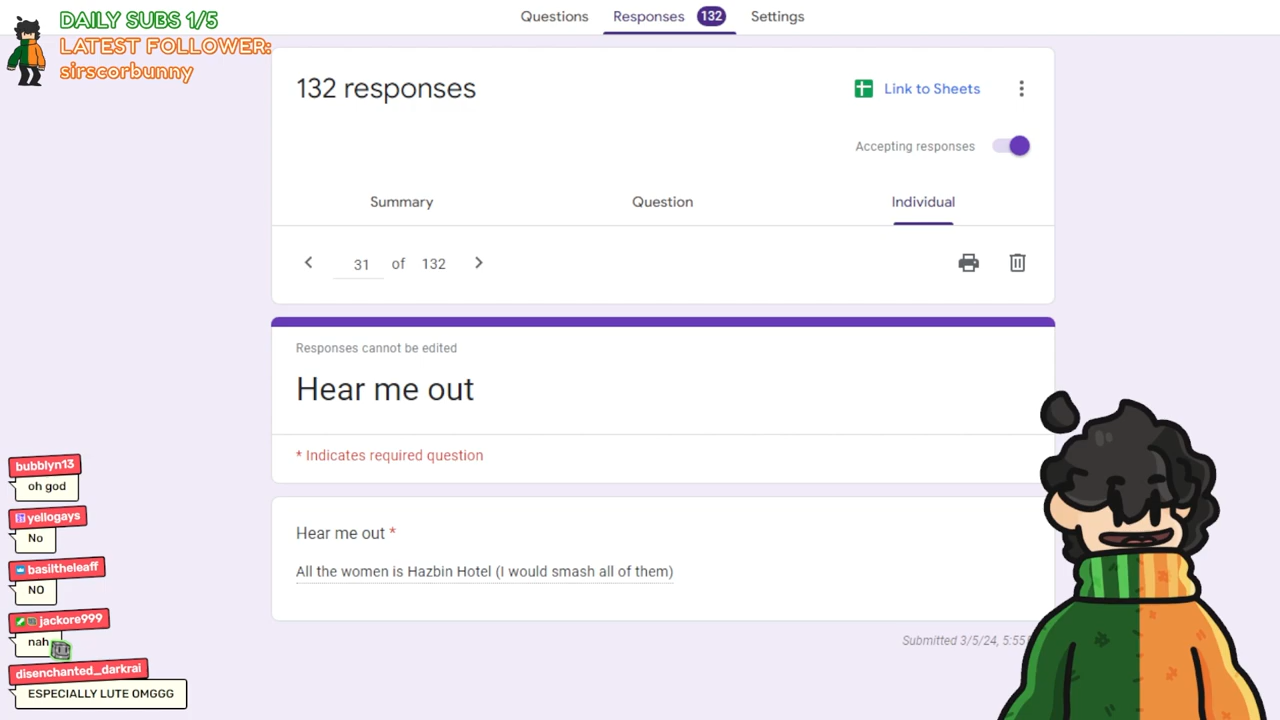 DAILY SUBS 1/5
LATEST FOLLOWER:
sirscorbunny
Questions
Responses 132
Settings
132 responses
Link to Sheets
Accepting responses
Summary
Question
Individual
31 of 132
Responses cannot be edited
Hear me out
* Indicates required question
Hear me out *
All the women is Hazbin Hotel (I would smash all of them)
Submitted 3/5/24, 5:55
bubblyn13
oh god
yellogays
No
basiltheleaff
NO
jackore999
nah
disenchanted_darkrai
ESPECIALLY LUTE OMGGG